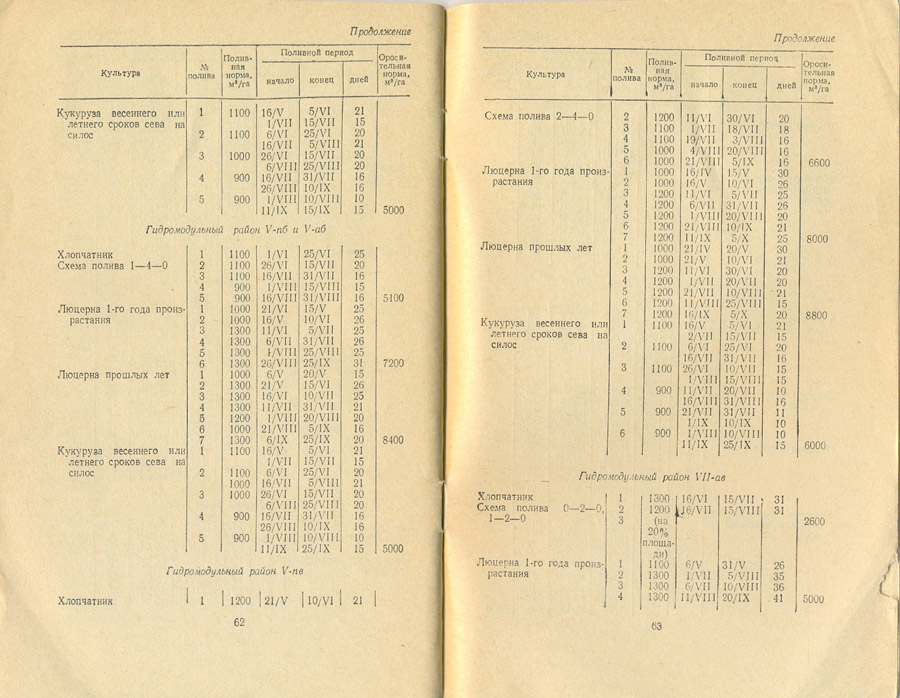 Продолжение
Культура | № полива | Поливная норма, м³/га | Поливной период: начало | конец | дней | Оросительная норма, м³/га
Кукуруза весеннего или 1 1100 16/V 5/VI 21
летнего сроков сева на 1/VII 15/VII 15
силос 2 1100 6/VI 25/VI 20
16/VII 5/VIII 21
3 1000 26/VI 15/VII 20
6/VIII 25/VIII 20
4 900 16/VII 31/VII 16
26/VIII 10/IX 16
5 900 1/VIII 10/VIII 10
11/IX 15/IX 15 5000
Гидромодульный район V-пб и V-аб
Хлопчатник 1 1100 1/VI 25/VI 25
Схема полива 1—4—0 2 1100 26/VI 15/VII 20
3 1100 16/VII 31/VII 16
4 900 1/VIII 15/VIII 15
5 900 16/VIII 31/VIII 16 5100
Люцерна 1-го года произ- 1 1000 21/VI 15/V 25
растания 2 1000 16/V 10/VI 26
3 1300 11/VI 5/VII 25
4 1300 6/VII 31/VII 26
5 1300 1/VIII 25/VIII 25
6 1300 26/VIII 25/IX 31 7200
Люцерна прошлых лет 1 1000 6/V 20/V 15
2 1300 21/V 15/VI 26
3 1300 16/VI 10/VII 25
4 1300 11/VII 31/VII 21
5 1200 1/VIII 20/VIII 20
6 1000 21/VIII 5/IX 16
7 1300 6/IX 25/IX 20 8400
Кукуруза весеннего или 1 1100 16/V 5/VI 21
летнего сроков сева на 1/VII 15/VII 15
силос 2 1100 6/VI 25/VI 20
1000 16/VII 5/VIII 21
3 1000 26/VI 15/VII 20
6/VIII 25/VIII 20
4 900 16/VII 31/VII 16
26/VIII 10/IX 16
5 900 1/VIII 10/VIII 10
11/IX 25/IX 15 5000
Гидромодульный район V-пв
Хлопчатник 1 1200 21/V 10/VI 21
62
Продолжение
Культура | № полива | Поливная норма, м³/га | Поливной период: начало | конец | дней | Оросительная норма, м³/га
Схема полива 2—4—0 2 1200 11/VI 30/VI 20
3 1100 1/VII 18/VII 18
4 1100 19/VII 3/VIII 16
5 1000 4/VIII 20/VIII 16
6 1000 21/VIII 5/IX 16 6600
Люцерна 1-го года произ- 1 1000 16/IV 15/V 30
растания 2 1000 16/V 10/VI 26
3 1200 11/VI 5/VII 25
4 1200 6/VII 31/VII 26
5 1200 1/VIII 20/VIII 20
6 1200 21/VIII 10/IX 21
7 1200 11/IX 5/X 25 8000
Люцерна прошлых лет 1 1000 21/IV 20/V 30
2 1000 21/V 10/VI 21
3 1200 11/VI 30/VI 20
4 1200 1/VII 20/VII 20
5 1200 21/VII 10/VIII 21
6 1200 11/VIII 25/VIII 15
7 1200 16/IX 5/X 20 8800
Кукуруза весеннего или 1 1100 16/V 5/VI 21
летнего сроков сева на 2/VII 15/VII 15
силос 2 1100 6/VI 25/VI 20
16/VII 31/VII 16
3 1100 26/VI 10/VII 15
1/VIII 15/VIII 15
4 900 11/VII 20/VII 10
16/VIII 31/VIII 16
5 900 21/VII 31/VII 11
1/IX 10/IX 10
6 900 1/VIII 10/VIII 10
11/IX 25/IX 15 6000
Гидромодульный район VII-ав
Хлопчатник 1 1300 16/VI 15/VII 31
Схема полива 0—2—0, 2 1200 16/VII 15/VIII 31
1—2—0 3 (на 2600
20%
площа-
ди)
Люцерна 1-го года произ- 1 1100 6/V 31/V 26
растания 2 1300 1/VII 5/VIII 35
3 1300 6/VII 10/VIII 36
4 1300 11/VIII 20/IX 41 5000
63